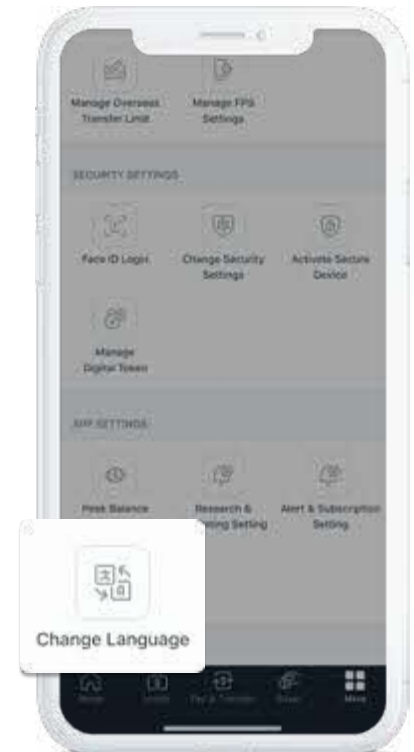 Manage Overseas
Transfer Limit
Manage FPS
Settings
SECURITY SETTINGS
Face ID Login
Change Security
Settings
Activate Secure
Device
Manage
Digital Token
APP SETTINGS
Peek Balance
Research &
Setting
Alert & Subscription
Setting
Change Language
Home
Pay & Transfer
More